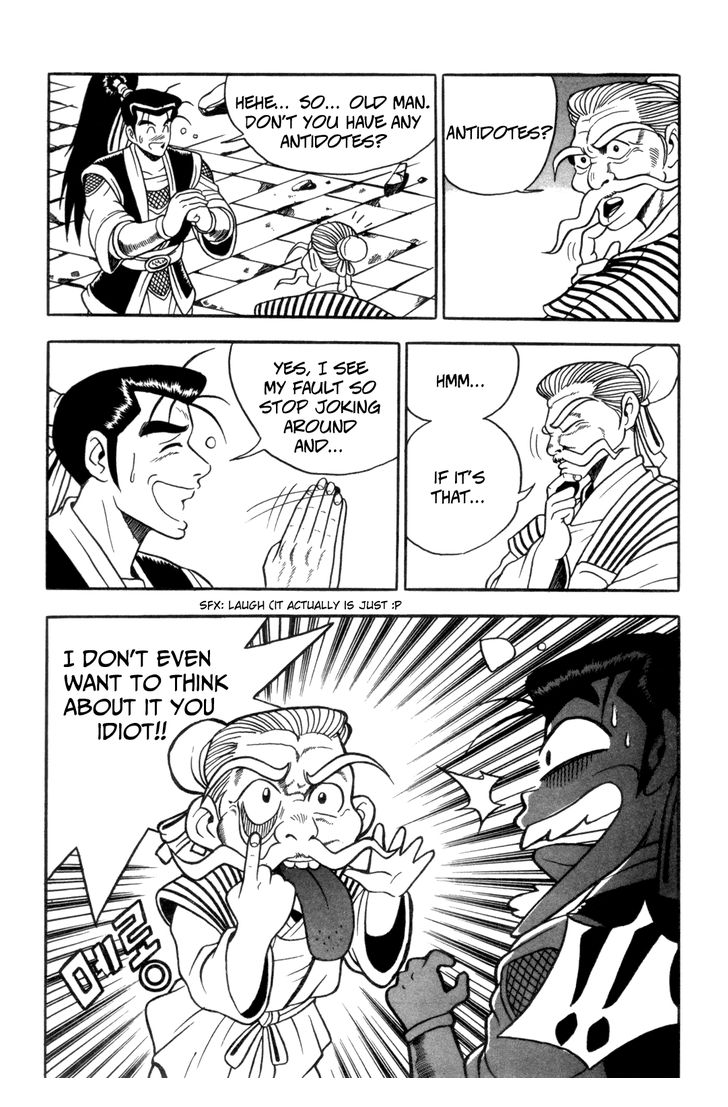 HEHE... SO... OLD MAN.
DON'T YOU HAVE ANY
ANTIDOTES?
ANTIDOTES?
YES, I SEE
MY FAULT SO
STOP JOKING
AROUND
AND...
HMM...
IF IT'S
THAT...
SFX: LAUGH (IT ACTUALLY IS JUST :P
I DON'T EVEN
WANT TO THINK
ABOUT IT YOU
IDIOT!!
메롱
!!